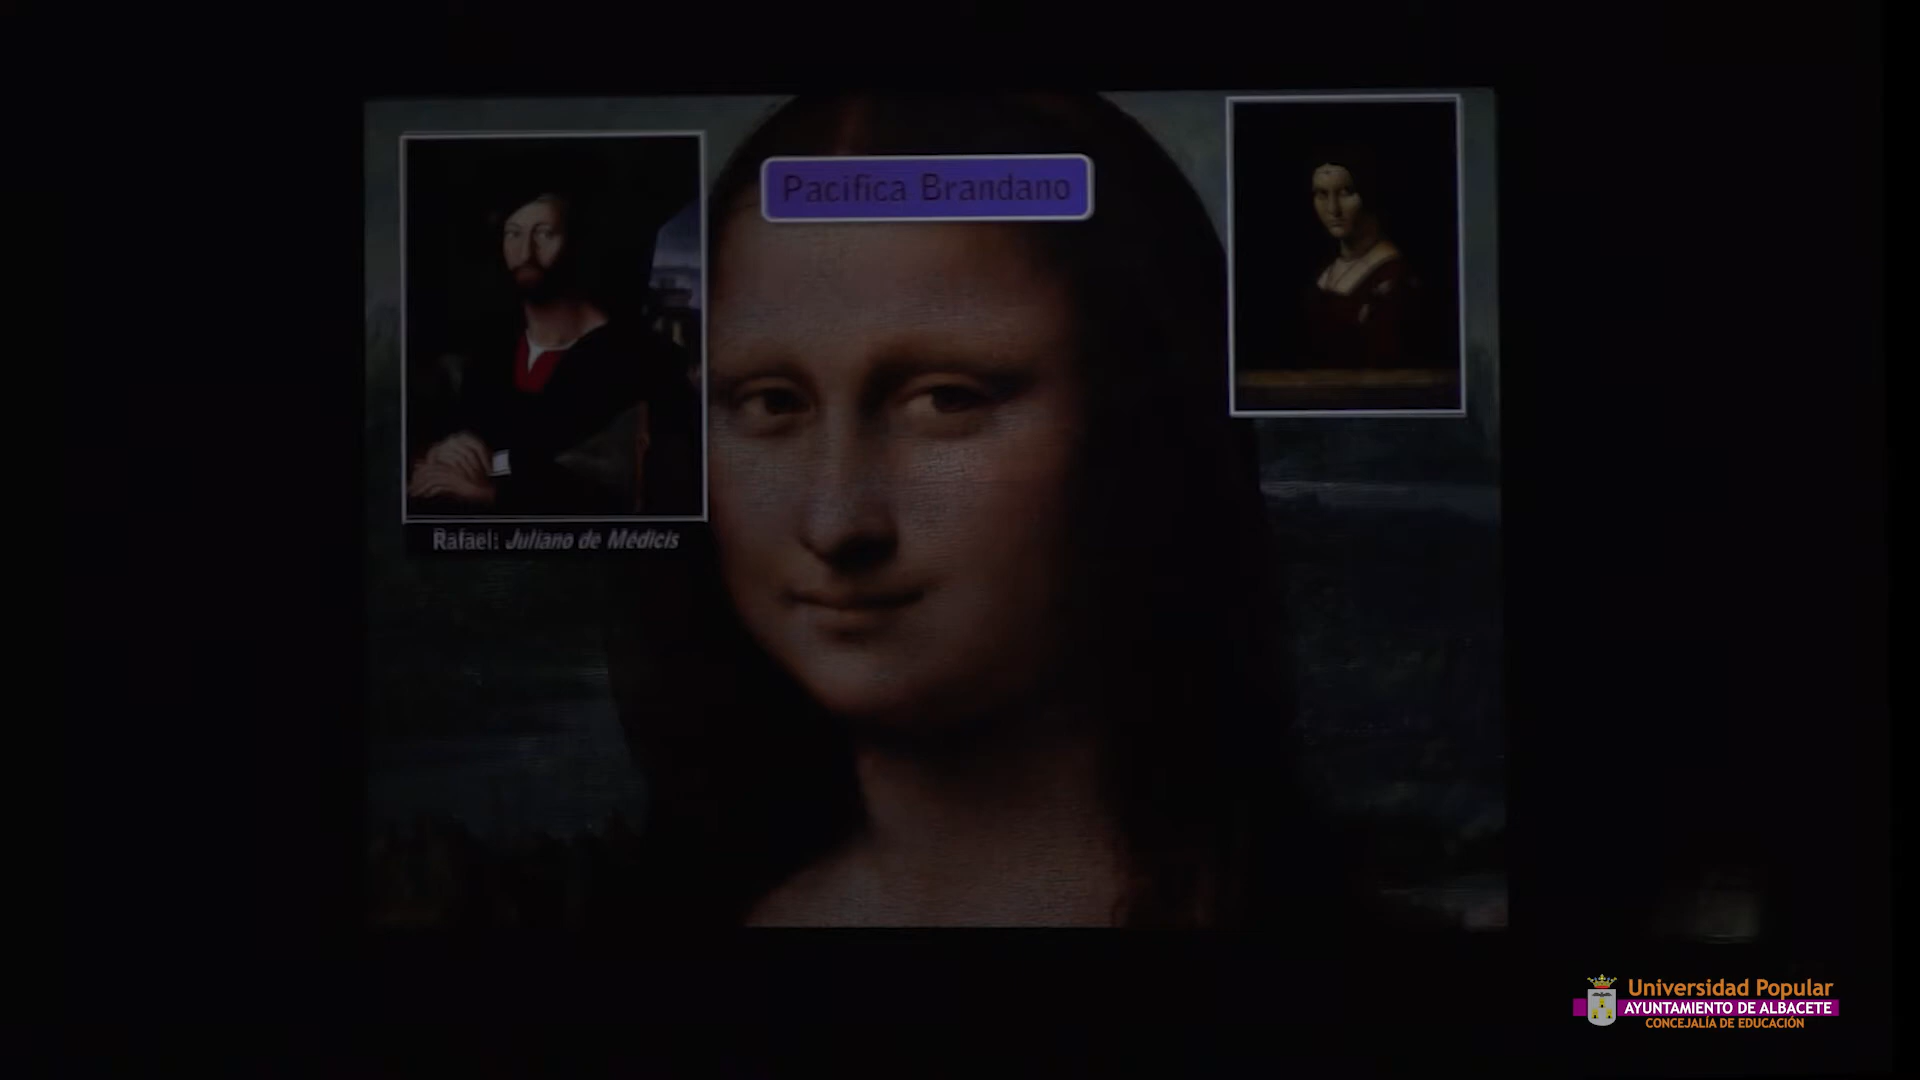 Pacifica Brandano
Rafael: Juliano de Médicis
Universidad Popular
AYUNTAMIENTO DE ALBACETE
CONCEJALÍA DE EDUCACIÓN